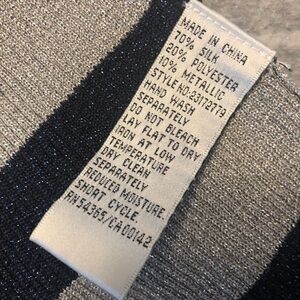 MADE IN CHINA
70% SILK
20% POLYESTER
10% METALLIC
STYLE NO:23T2779
HAND WASH
SEPARATELY
DO NOT BLEACH
LAY FLAT TO DRY
IRON AT LOW
TEMPERATURE
DRY CLEAN
SEPARATELY
REDUCED MOISTURE.
SHORT CYCLE.
RN 54365/CA 00142